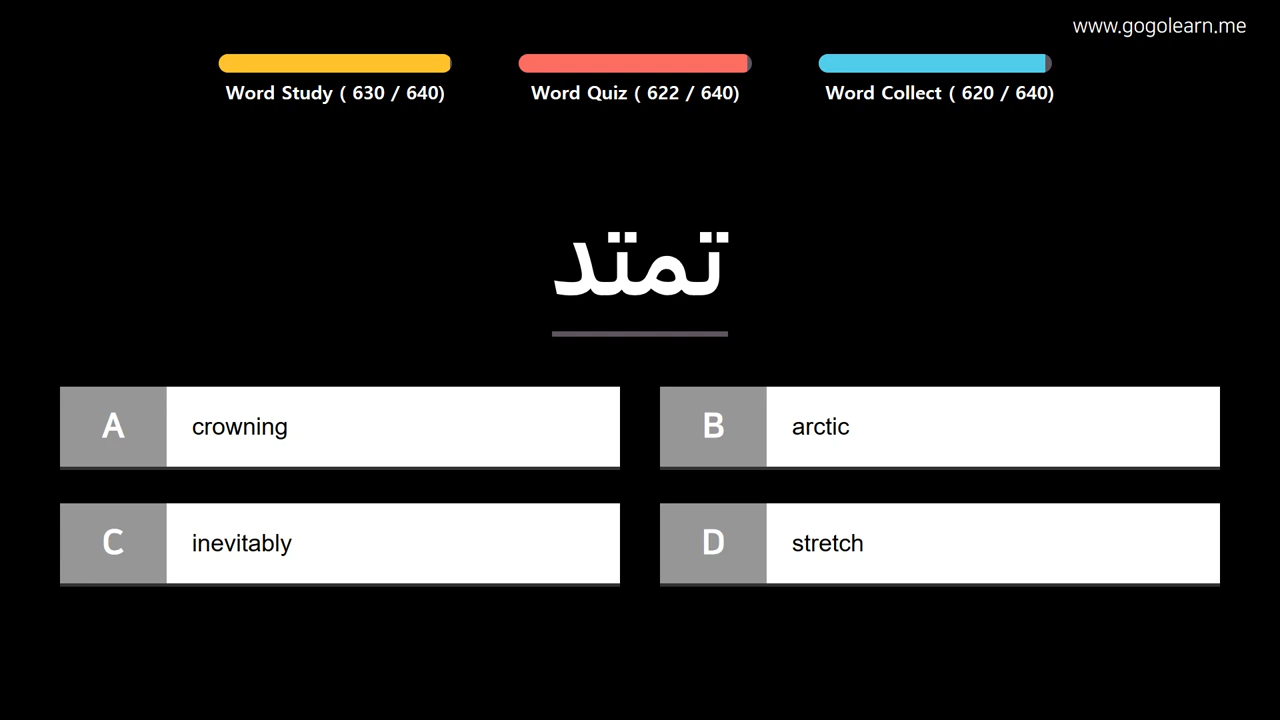 www.gogolearn.me
Word Study ( 630 / 640)
Word Quiz ( 622 / 640)
Word Collect ( 620 / 640)
تمتد
A crowning
B arctic
C inevitably
D stretch